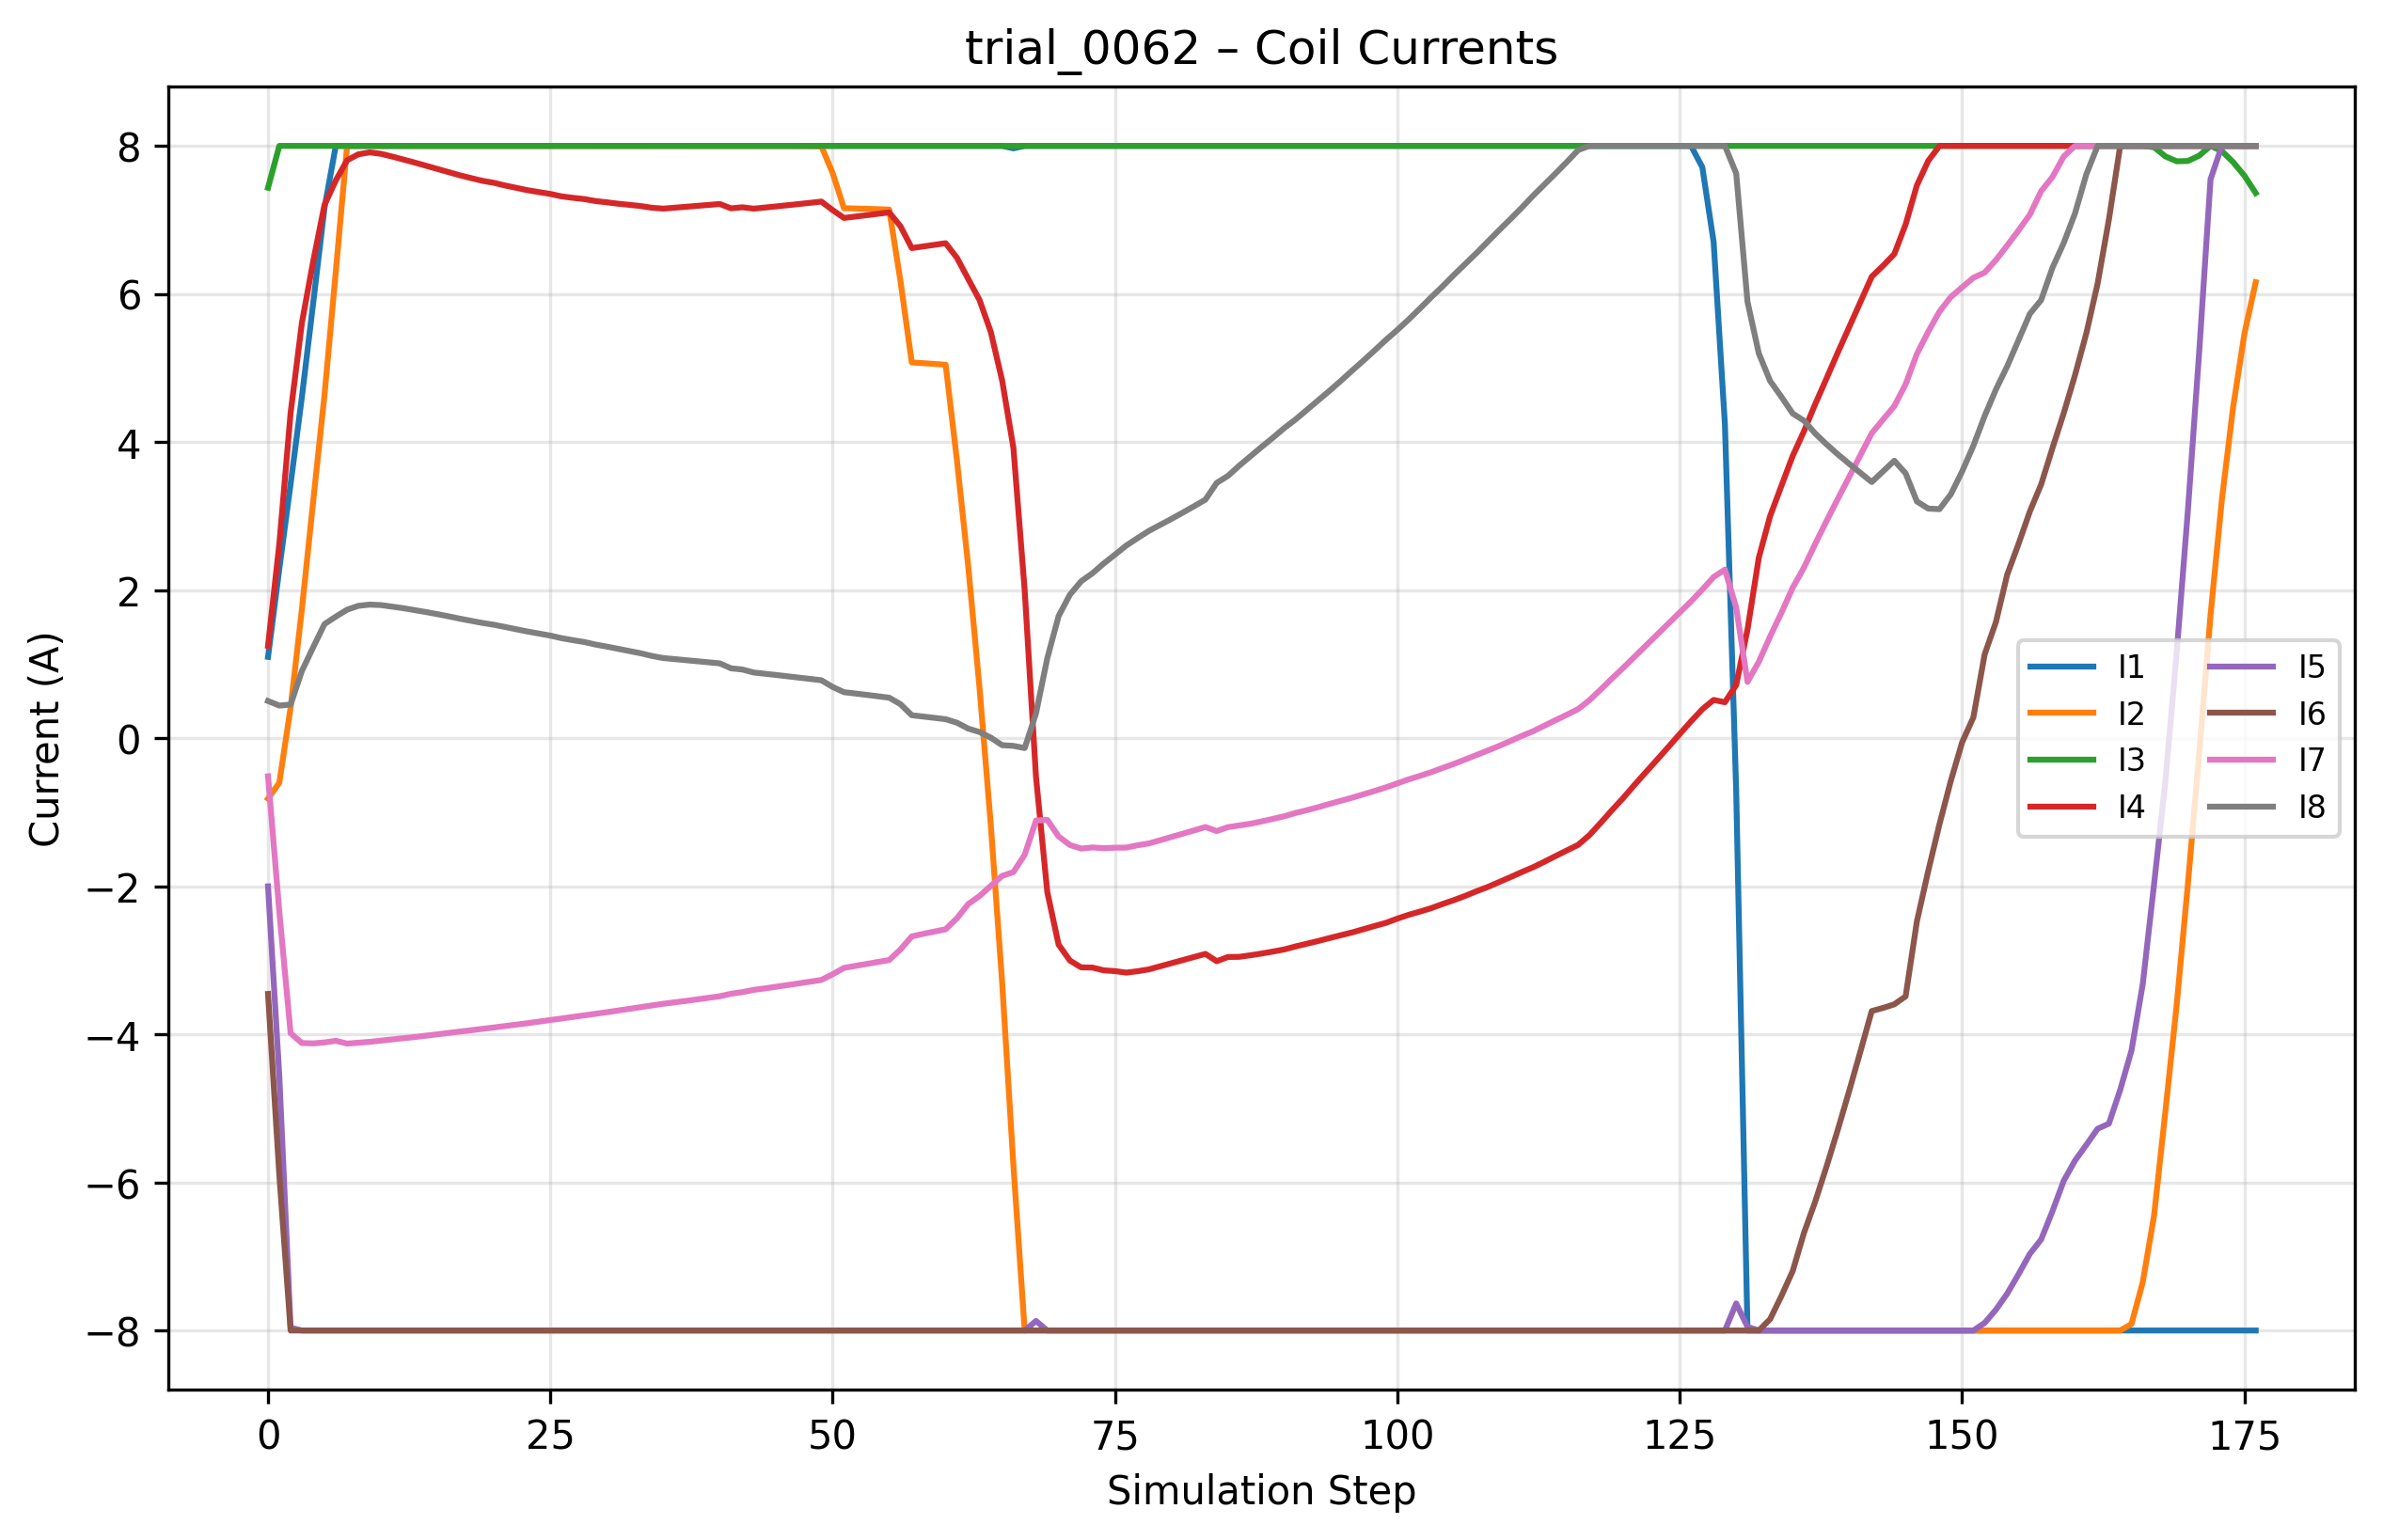 trial_0062 – Coil Currents
Current (A)
8
6
4
2
0
−2
−4
−6
−8
0 25 50 75 100 125 150 175
Simulation Step
I1 I5
I2 I6
I3 I7
I4 I8